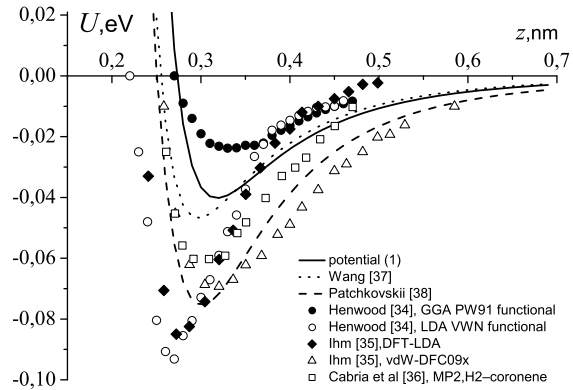 U,eV
z,nm
0,02
0,00
-0,02
-0,04
-0,06
-0,08
-0,10
0,2 0,3 0,4 0,5 0,6 0,7
potential (1)
Wang [37]
Patchkovskii [38]
Henwood [34], GGA PW91 functional
Henwood [34], LDA VWN functional
Ihm [35],DFT-LDA
Ihm [35], vdW-DFC09x
Cabria et al [36], MP2,H2–coronene